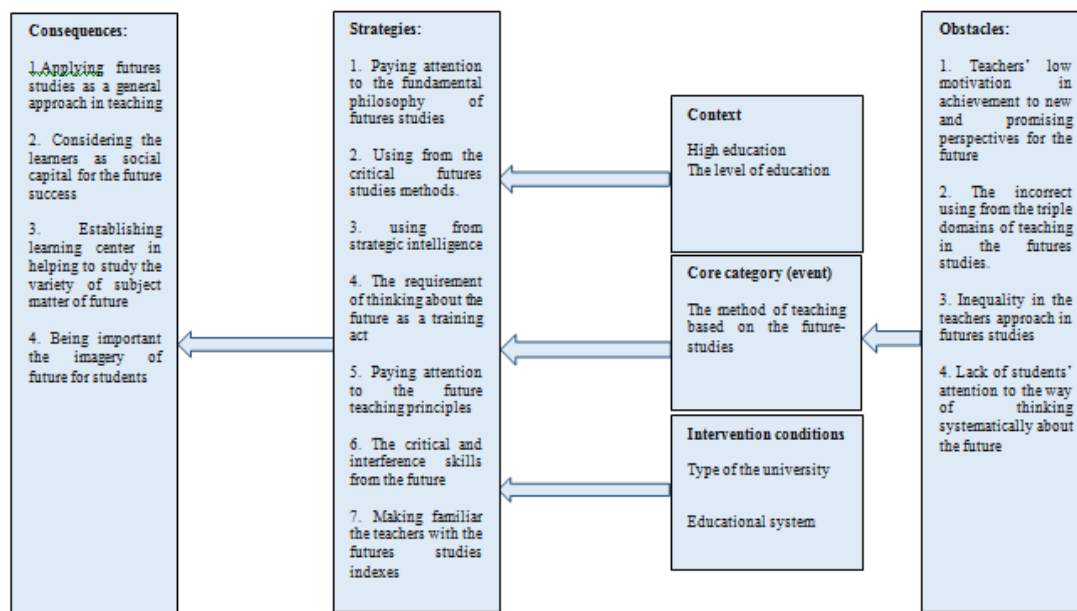 Consequences:
1.Applying futures
studies as a general
approach in teaching
2. Considering the
learners as social
capital for the future
success
3. Establishing
learning center in
helping to study the
variety of subject
matter of future
4. Being important
the imagery of
future for students
Strategies:
1. Paying attention
to the fundamental
philosophy of
futures studies
2. Using from the
critical futures
studies methods.
3. using from
strategic intelligence
4. The requirement
of thinking about the
future as a training
act
5. Paying attention
to the future
teaching principles
6. The critical and
interference skills
from the future
7. Making familiar
the teachers with the
futures studies
indexes
Context
High education
The level of education
Core category (event)
The method of teaching
based on the future-
studies
Intervention conditions
Type of the university
Educational system
Obstacles:
1. Teachers’ low
motivation in
achievement to new
and promising
perspectives for the
future
2. The incorrect
using from the triple
domains of teaching
in the futures
studies.
3. Inequality in the
teachers approach in
futures studies
4. Lack of students’
attention to the way
of thinking
systematically about
the future